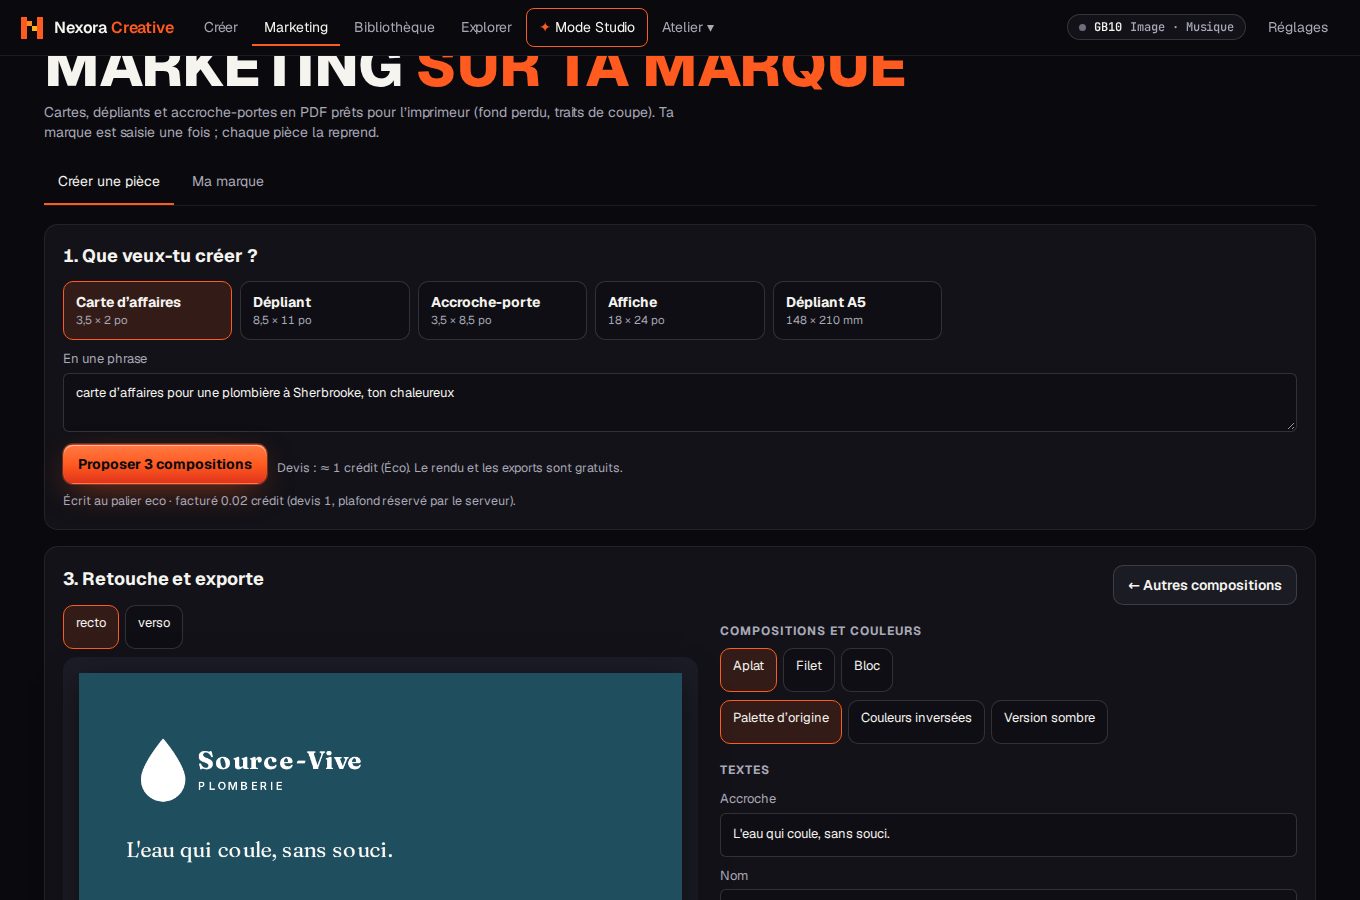 Nexora Creative
Créer
Marketing
Bibliothèque
Explorer
✦ Mode Studio
Atelier ▾
GB10 Image · Musique
Réglages
MARKETING SUR TA MARQUE
Cartes, dépliants et accroche-portes en PDF prêts pour l'imprimeur (fond perdu, traits de coupe). Ta
marque est saisie une fois ; chaque pièce la reprend.
Créer une pièce
Ma marque
1. Que veux-tu créer ?
Carte d'affaires
3,5 × 2 po
Dépliant
8,5 × 11 po
Accroche-porte
3,5 × 8,5 po
Affiche
18 × 24 po
Dépliant A5
148 × 210 mm
En une phrase
carte d'affaires pour une plombière à Sherbrooke, ton chaleureux
Proposer 3 compositions
Devis : ≈ 1 crédit (Éco). Le rendu et les exports sont gratuits.
Écrit au palier eco · facturé 0.02 crédit (devis 1, plafond réservé par le serveur).
3. Retouche et exporte
← Autres compositions
recto
verso
Source-Vive
PLOMBERIE
L'eau qui coule, sans souci.
COMPOSITIONS ET COULEURS
Aplat
Filet
Bloc
Palette d'origine
Couleurs inversées
Version sombre
TEXTES
Accroche
L'eau qui coule, sans souci.
Nom